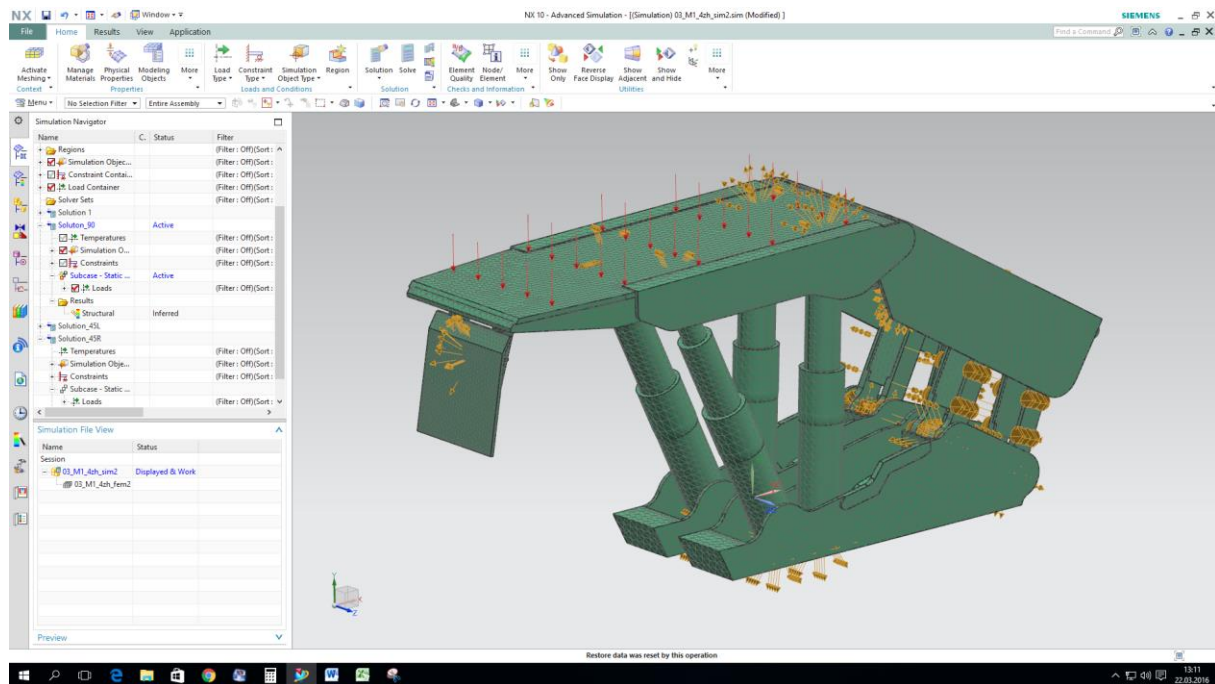 NX Window NX 10 - Advanced Simulation - [(Simulation) 03_M1_4zh_sim2.sim (Modified) ] SIEMENS
File Home Results View Application Find a Command
Activate Meshing Manage Materials Physical Properties Modeling Objects More Load Type Constraint Type Simulation Object Type Region Solution Solve Element Quality Node/ Element More Show Only Reverse Face Display Show Adjacent Show and Hide More
Context Properties Loads and Conditions Solution Checks and Information Utilities
Menu No Selection Filter Entire Assembly
Simulation Navigator
Name C. Status Filter
Regions (Filter : Off)(Sort :
Simulation Objec... (Filter : Off)(Sort :
Constraint Contai... (Filter : Off)(Sort :
Load Container (Filter : Off)(Sort :
Solver Sets (Filter : Off)(Sort :
Solution 1
Soluton_90 Active
Temperatures (Filter : Off)(Sort :
Simulation O... (Filter : Off)(Sort :
Constraints (Filter : Off)(Sort :
Subcase - Static ... Active
Loads (Filter : Off)(Sort :
Results
Structural Inferred
Solution_45L
Solution_45R
Temperatures (Filter : Off)(Sort :
Simulation Obje... (Filter : Off)(Sort :
Constraints (Filter : Off)(Sort :
Subcase - Static ...
Loads (Filter : Off)(Sort :
Simulation File View
Name Status
Session
03_M1_4zh_sim2 Displayed & Work
03_M1_4zh_fem2
Preview
Y
X
Z
Restore data was reset by this operation
13:11
22.03.2016